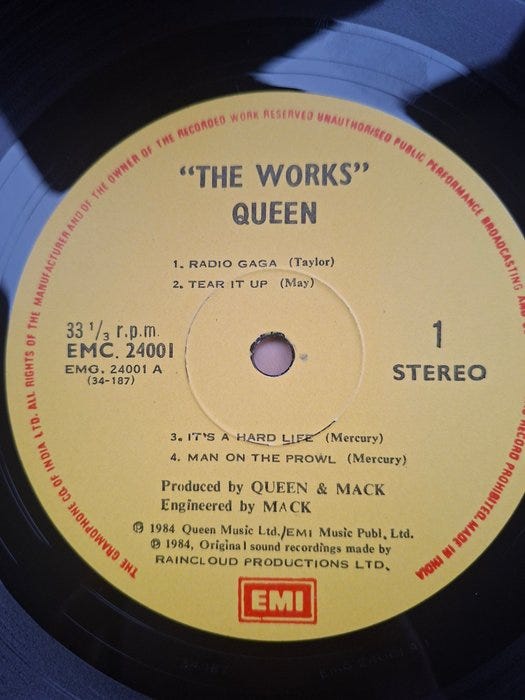 THE GRAMOPHONE CO. OF INDIA LTD. ALL RIGHTS OF THE MANUFACTURER AND OF THE OWNER OF THE RECORDED WORK RESERVED UNAUTHORISED PUBLIC PERFORMANCE BROADCASTING AND
RECORD PROHIBITED. MADE IN INDIA
“THE WORKS”
QUEEN
1. RADIO GAGA (Taylor)
2. TEAR IT UP (May)
33 1/3 r.p.m.
EMC. 24001
EMG. 24001 A
(34-187)
1
STEREO
3. IT'S A HARD LIFE (Mercury)
4. MAN ON THE PROWL (Mercury)
Produced by QUEEN & MACK
Engineered by MACK
℗ 1984 Queen Music Ltd./EMI Music Publ. Ltd.
℗ 1984, Original sound recordings made by
RAINCLOUD PRODUCTIONS LTD.
EMI